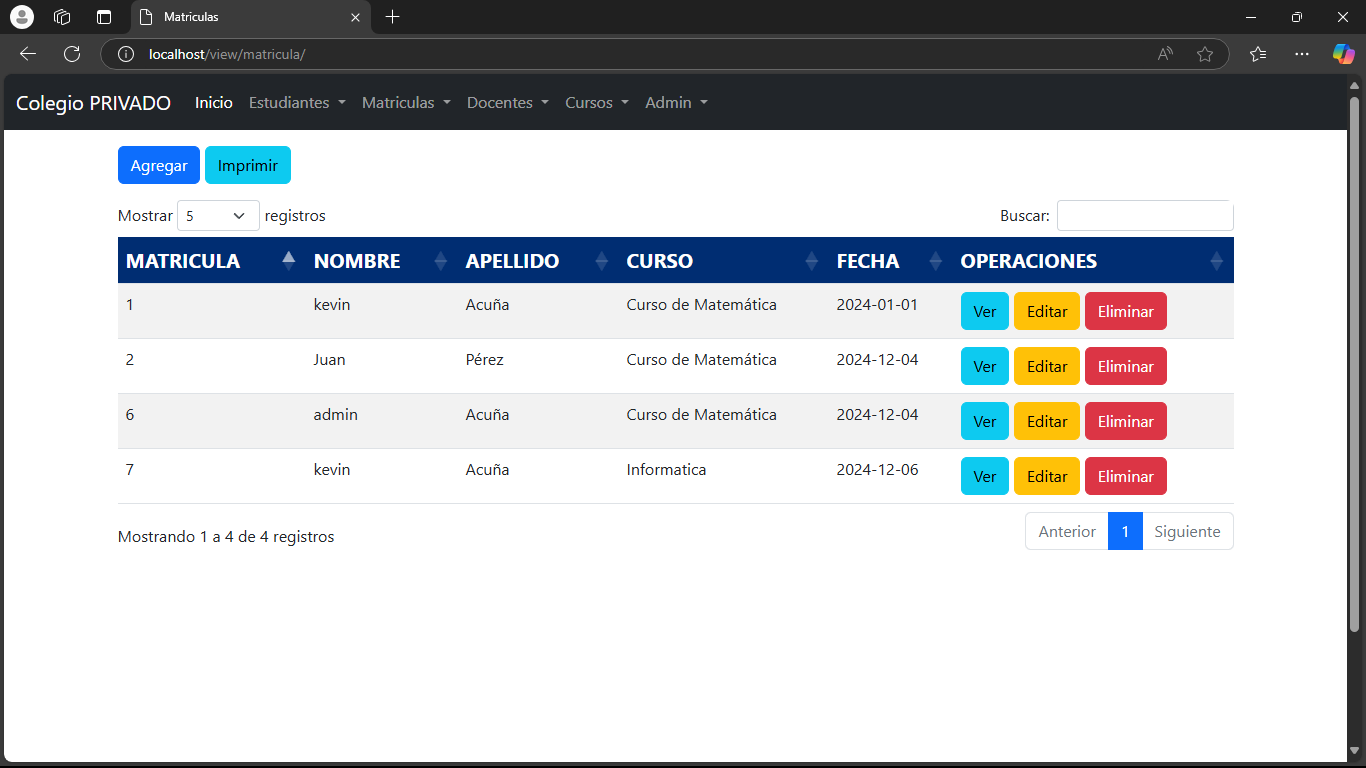 Matriculas
localhost/view/matricula/
Colegio PRIVADO Inicio Estudiantes Matriculas Docentes Cursos Admin
Agregar Imprimir
Mostrar 5 registros Buscar:
MATRICULA NOMBRE APELLIDO CURSO FECHA OPERACIONES
1 kevin Acuña Curso de Matemática 2024-01-01 Ver Editar Eliminar
2 Juan Pérez Curso de Matemática 2024-12-04 Ver Editar Eliminar
6 admin Acuña Curso de Matemática 2024-12-04 Ver Editar Eliminar
7 kevin Acuña Informatica 2024-12-06 Ver Editar Eliminar
Mostrando 1 a 4 de 4 registros Anterior 1 Siguiente